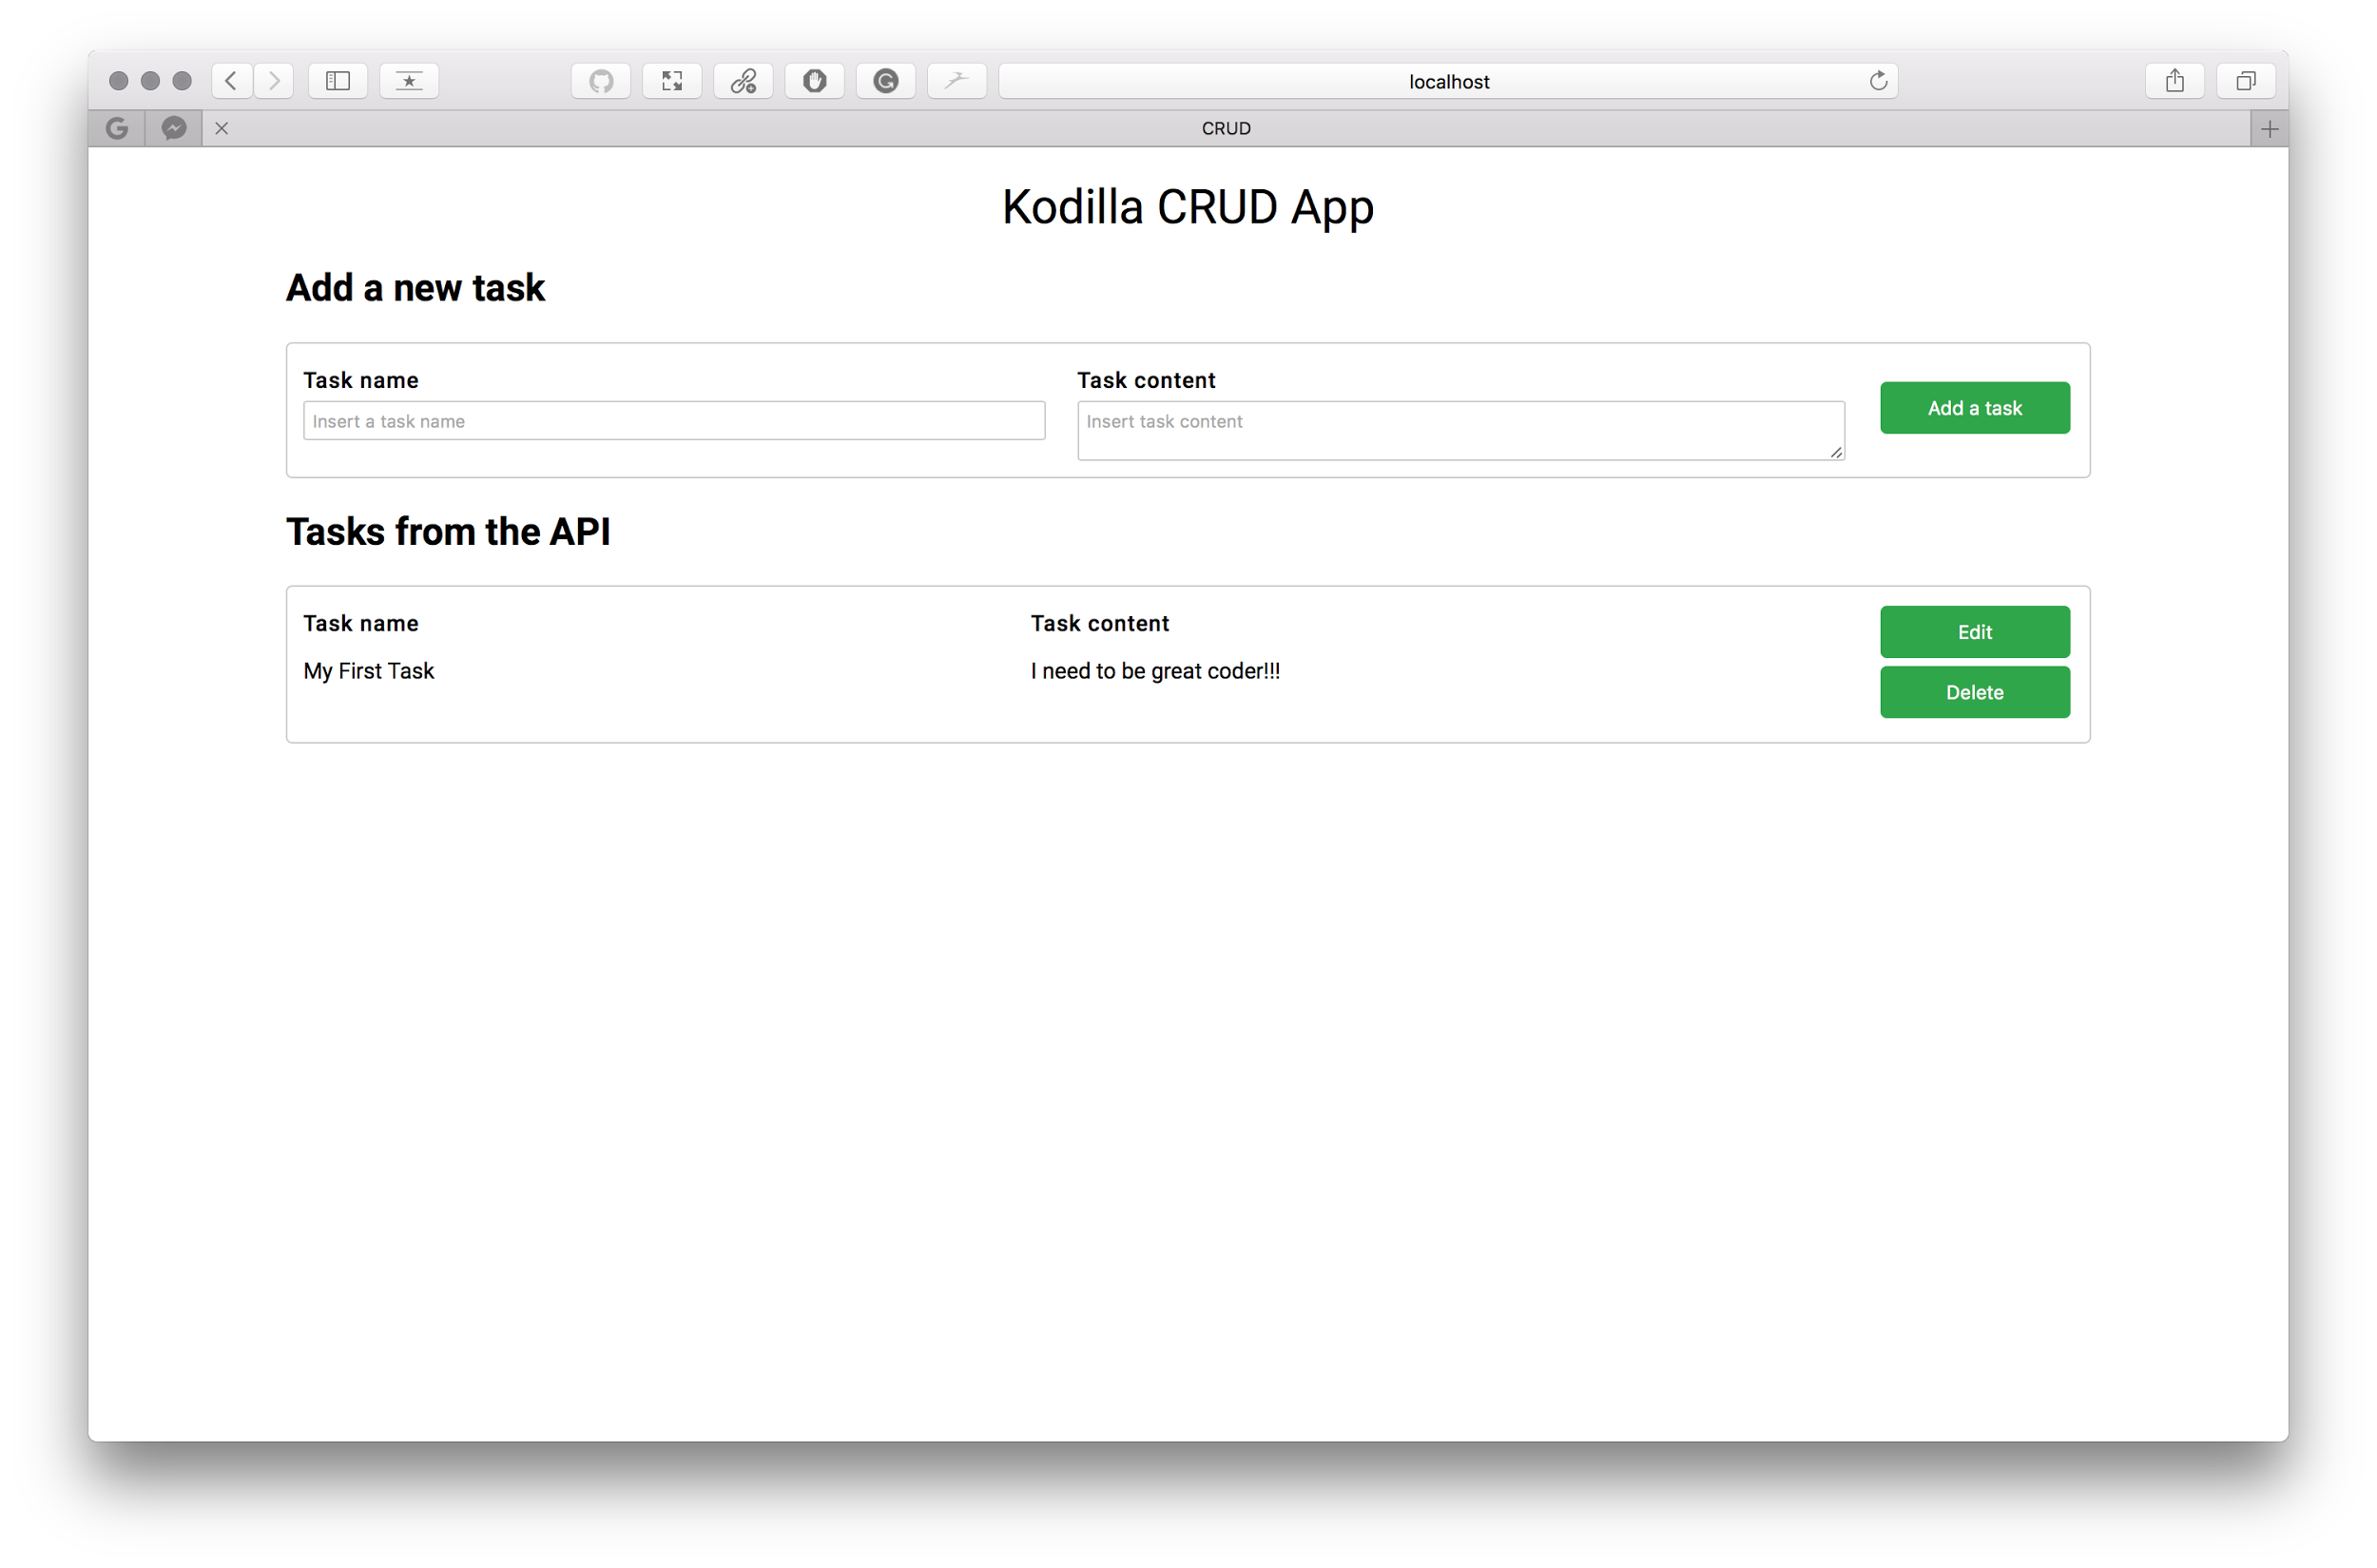 localhost
CRUD
Kodilla CRUD App
Add a new task
Task name
Task content
Insert a task name
Insert task content
Add a task
Tasks from the API
Task name
Task content
Edit
My First Task
I need to be great coder!!!
Delete